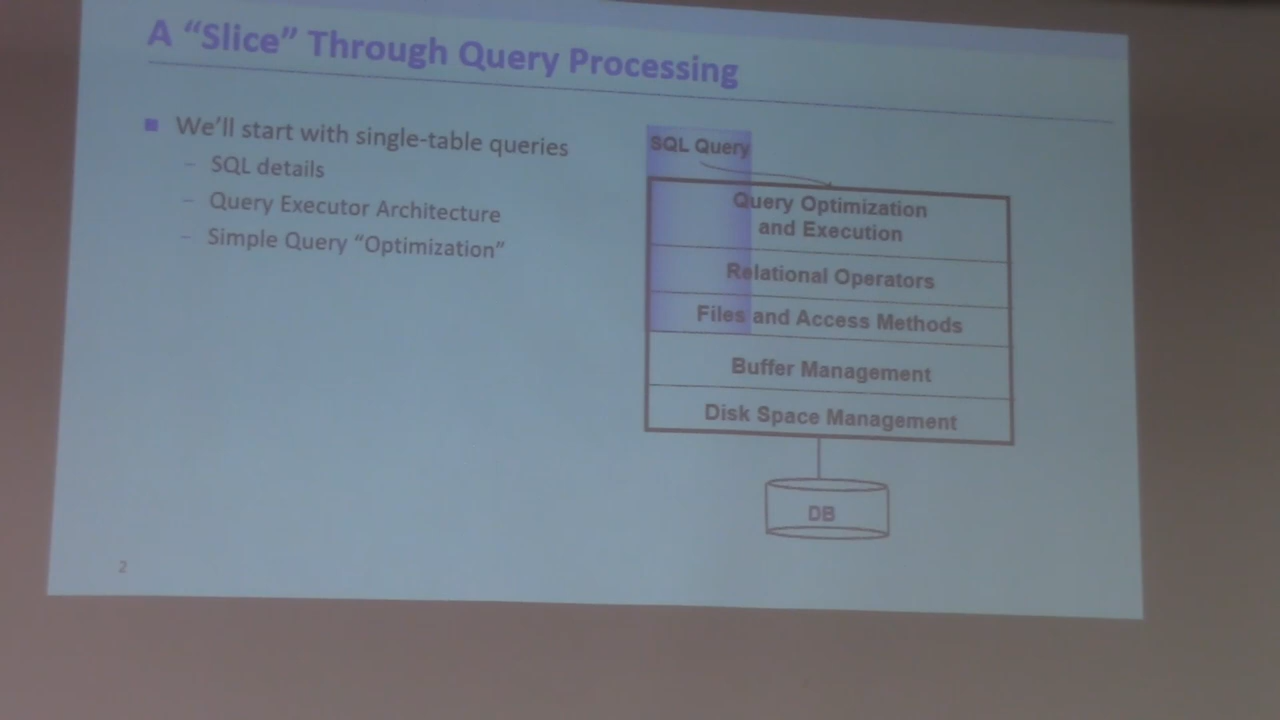 A “Slice” Through Query Processing
We’ll start with single-table queries
– SQL details
– Query Executor Architecture
– Simple Query “Optimization”
SQL Query
Query Optimization
and Execution
Relational Operators
Files and Access Methods
Buffer Management
Disk Space Management
DB
2